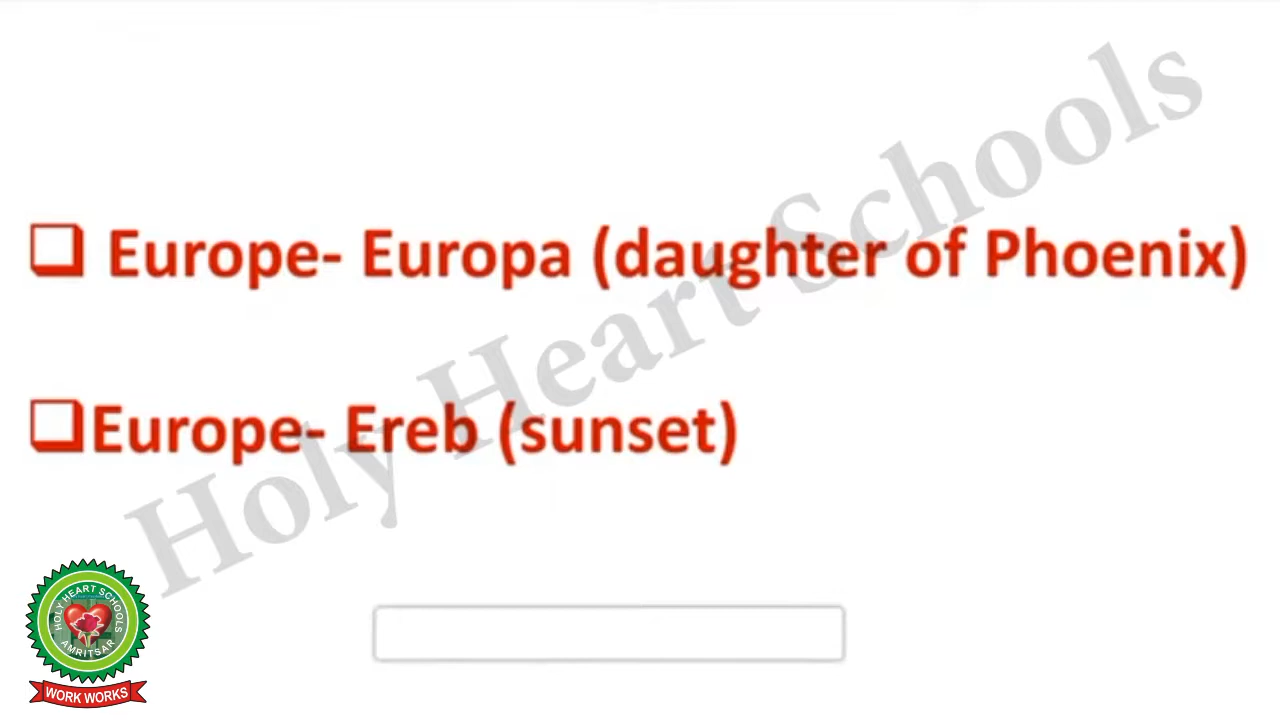 Europe- Europa (daughter of Phoenix)
Europe- Ereb (sunset)
Holy Heart Schools
HOLY HEART SCHOOLS
AMRITSAR
WORK WORKS